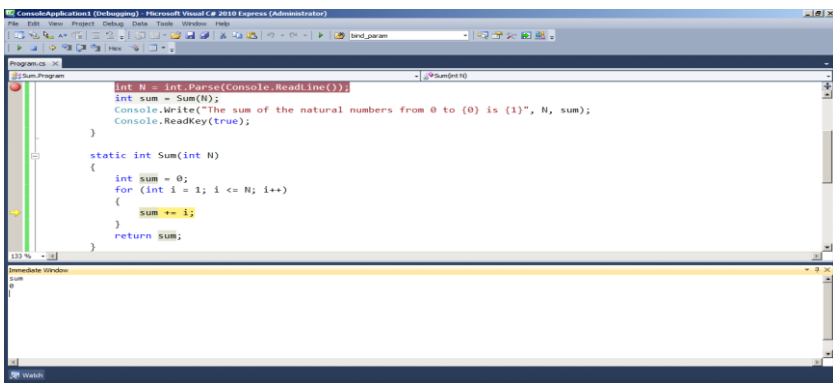 ConsoleApplication1 (Debugging) - Microsoft Visual C# 2010 Express (Administrator)
File Edit View Project Debug Data Tools Window Help
bind_param
Hex
Program.cs
Sum.Program
Sum(int N)
int N = int.Parse(Console.ReadLine());
int sum = Sum(N);
Console.Write("The sum of the natural numbers from 0 to {0} is {1}", N, sum);
Console.ReadKey(true);
}
static int Sum(int N)
{
int sum = 0;
for (int i = 1; i <= N; i++)
{
sum += i;
}
return sum;
}
133 %
Immediate Window
sum
0
Watch